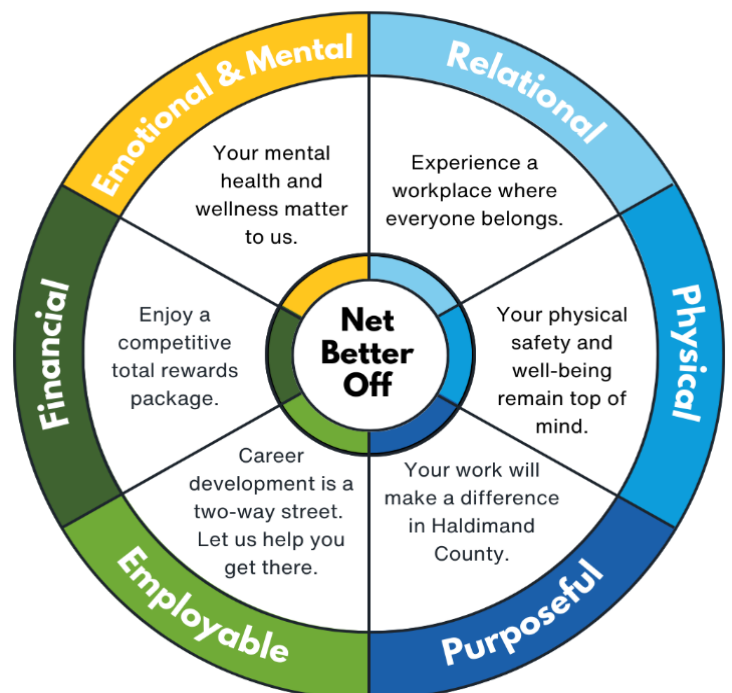 Emotional & Mental
Your mental
health and
wellness matter
to us.
Relational
Experience a
workplace where
everyone belongs.
Physical
Your physical
safety and
well-being
remain top of
mind.
Purposeful
Your work will
make a difference
in Haldimand
County.
Employable
Career
development is a
two-way street.
Let us help you
get there.
Financial
Enjoy a
competitive
total rewards
package.
Net
Better
Off